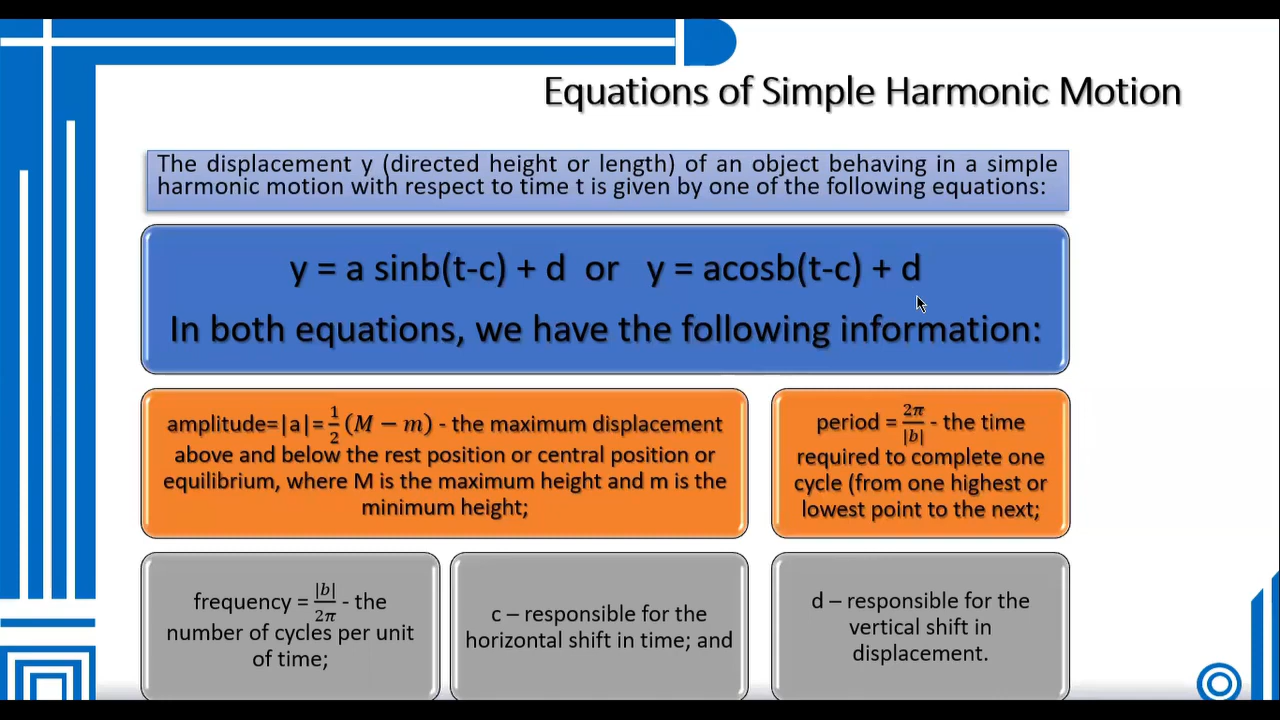 Equations of Simple Harmonic Motion
The displacement y (directed height or length) of an object behaving in a simple
harmonic motion with respect to time t is given by one of the following equations:
y = a sinb(t-c) + d or y = acosb(t-c) + d
In both equations, we have the following information:
amplitude=|a|=\frac{1}{2}(M − m) - the maximum displacement
above and below the rest position or central position or
equilibrium, where M is the maximum height and m is the
minimum height;
period = \frac{2π}{|b|} - the time
required to complete one
cycle (from one highest or
lowest point to the next;
frequency = \frac{|b|}{2π} - the
number of cycles per unit
of time;
c – responsible for the
horizontal shift in time; and
d – responsible for the
vertical shift in
displacement.